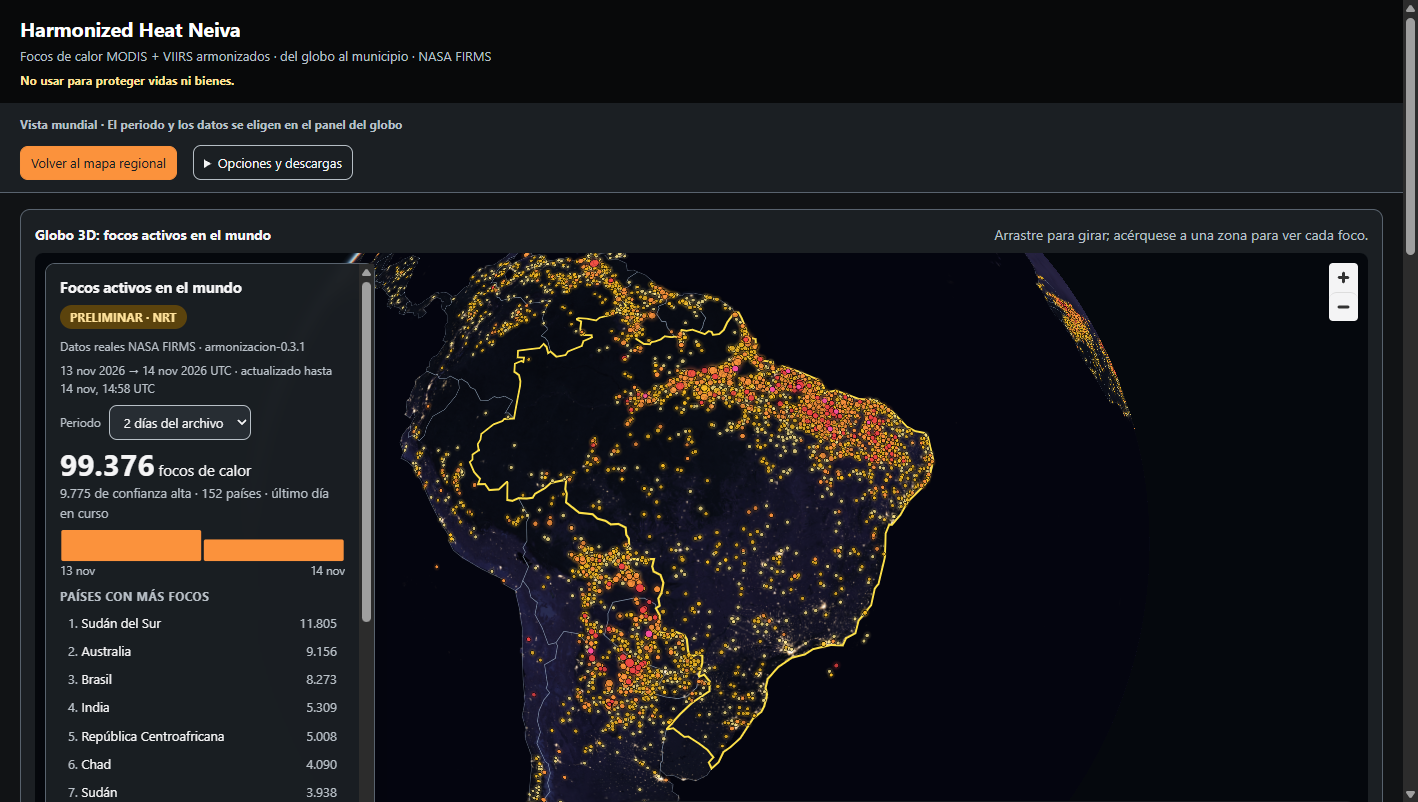 Harmonized Heat Neiva
Focos de calor MODIS + VIIRS armonizados · del globo al municipio · NASA FIRMS
No usar para proteger vidas ni bienes.
Vista mundial · El periodo y los datos se eligen en el panel del globo
Volver al mapa regional
▶ Opciones y descargas
Globo 3D: focos activos en el mundo
Arrastre para girar; acérquese a una zona para ver cada foco.
+
−
Focos activos en el mundo
PRELIMINAR · NRT
Datos reales NASA FIRMS · armonizacion-0.3.1
13 nov 2026 → 14 nov 2026 UTC · actualizado hasta
14 nov, 14:58 UTC
Periodo 2 días del archivo
99.376 focos de calor
9.775 de confianza alta · 152 países · último día
en curso
13 nov 14 nov
PAÍSES CON MÁS FOCOS
1. Sudán del Sur 11.805
2. Australia 9.156
3. Brasil 8.273
4. India 5.309
5. República Centroafricana 5.008
6. Chad 4.090
7. Sudán 3.938